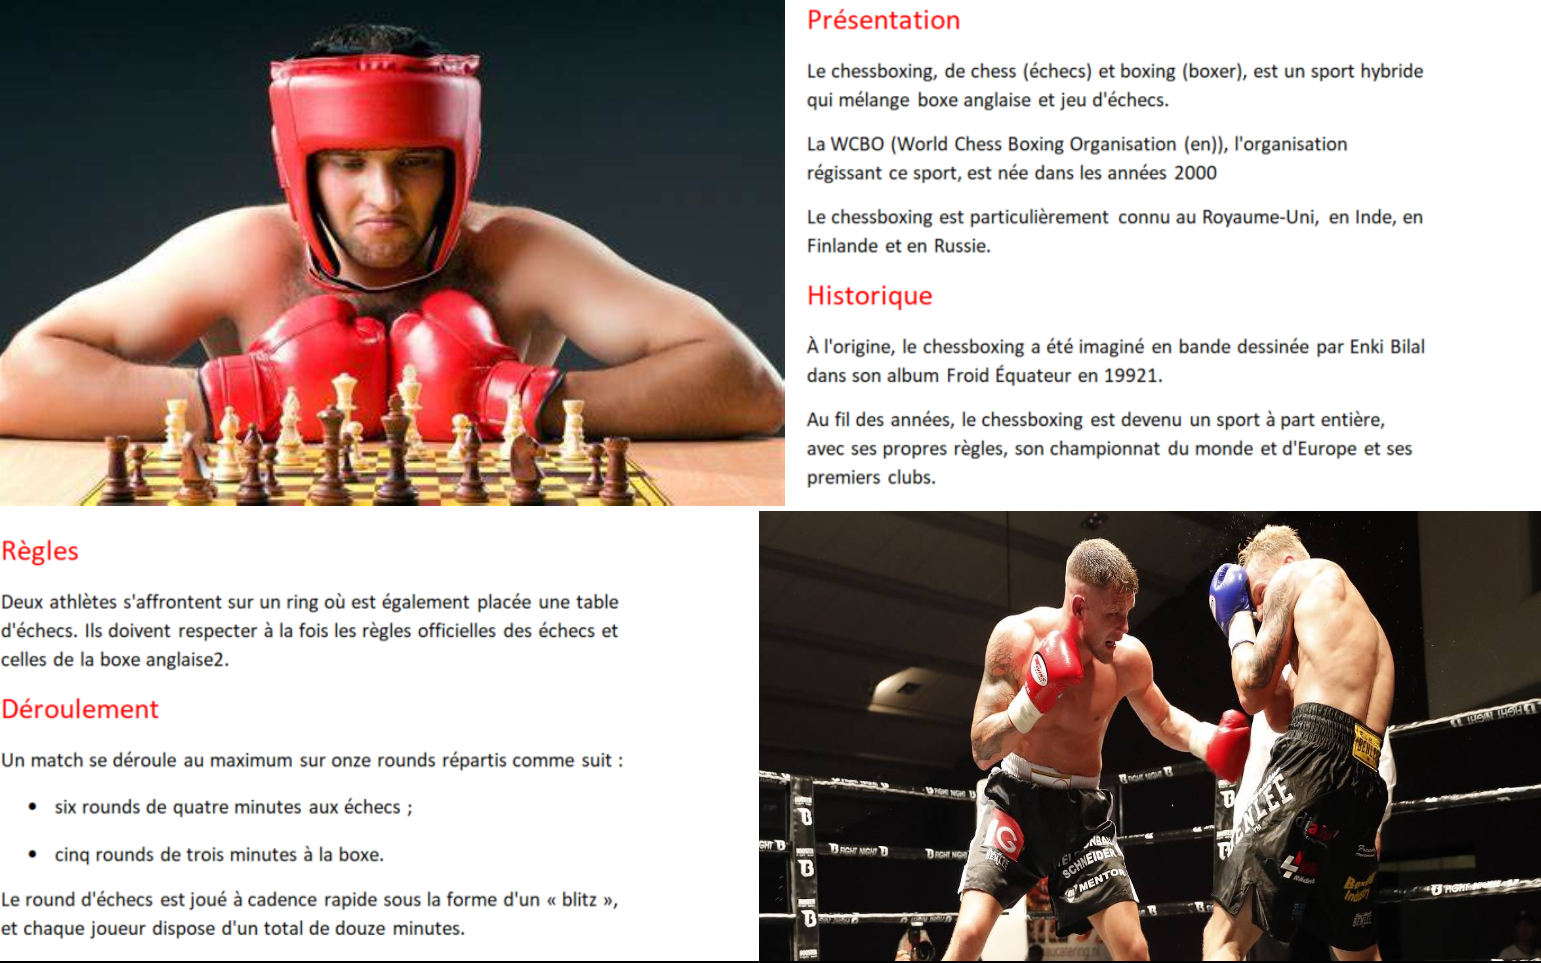 Présentation
Le chessboxing, de chess (échecs) et boxing (boxer), est un sport hybride
qui mélange boxe anglaise et jeu d'échecs.
La WCBO (World Chess Boxing Organisation (en)), l'organisation
régissant ce sport, est née dans les années 2000
Le chessboxing est particulièrement connu au Royaume-Uni, en Inde, en
Finlande et en Russie.
Historique
À l'origine, le chessboxing a été imaginé en bande dessinée par Enki Bilal
dans son album Froid Équateur en 19921.
Au fil des années, le chessboxing est devenu un sport à part entière,
avec ses propres règles, son championnat du monde et d'Europe et ses
premiers clubs.
Règles
Deux athlètes s'affrontent sur un ring où est également placée une table
d'échecs. Ils doivent respecter à la fois les règles officielles des échecs et
celles de la boxe anglaise2.
Déroulement
Un match se déroule au maximum sur onze rounds répartis comme suit :
• six rounds de quatre minutes aux échecs ;
• cinq rounds de trois minutes à la boxe.
Le round d'échecs est joué à cadence rapide sous la forme d'un « blitz »,
et chaque joueur dispose d'un total de douze minutes.
FIGHT NIGHT
FIGHT NIGHT
FIGHT NIGHT
BENLEE
IG
SCHNEIDER
MENTOR